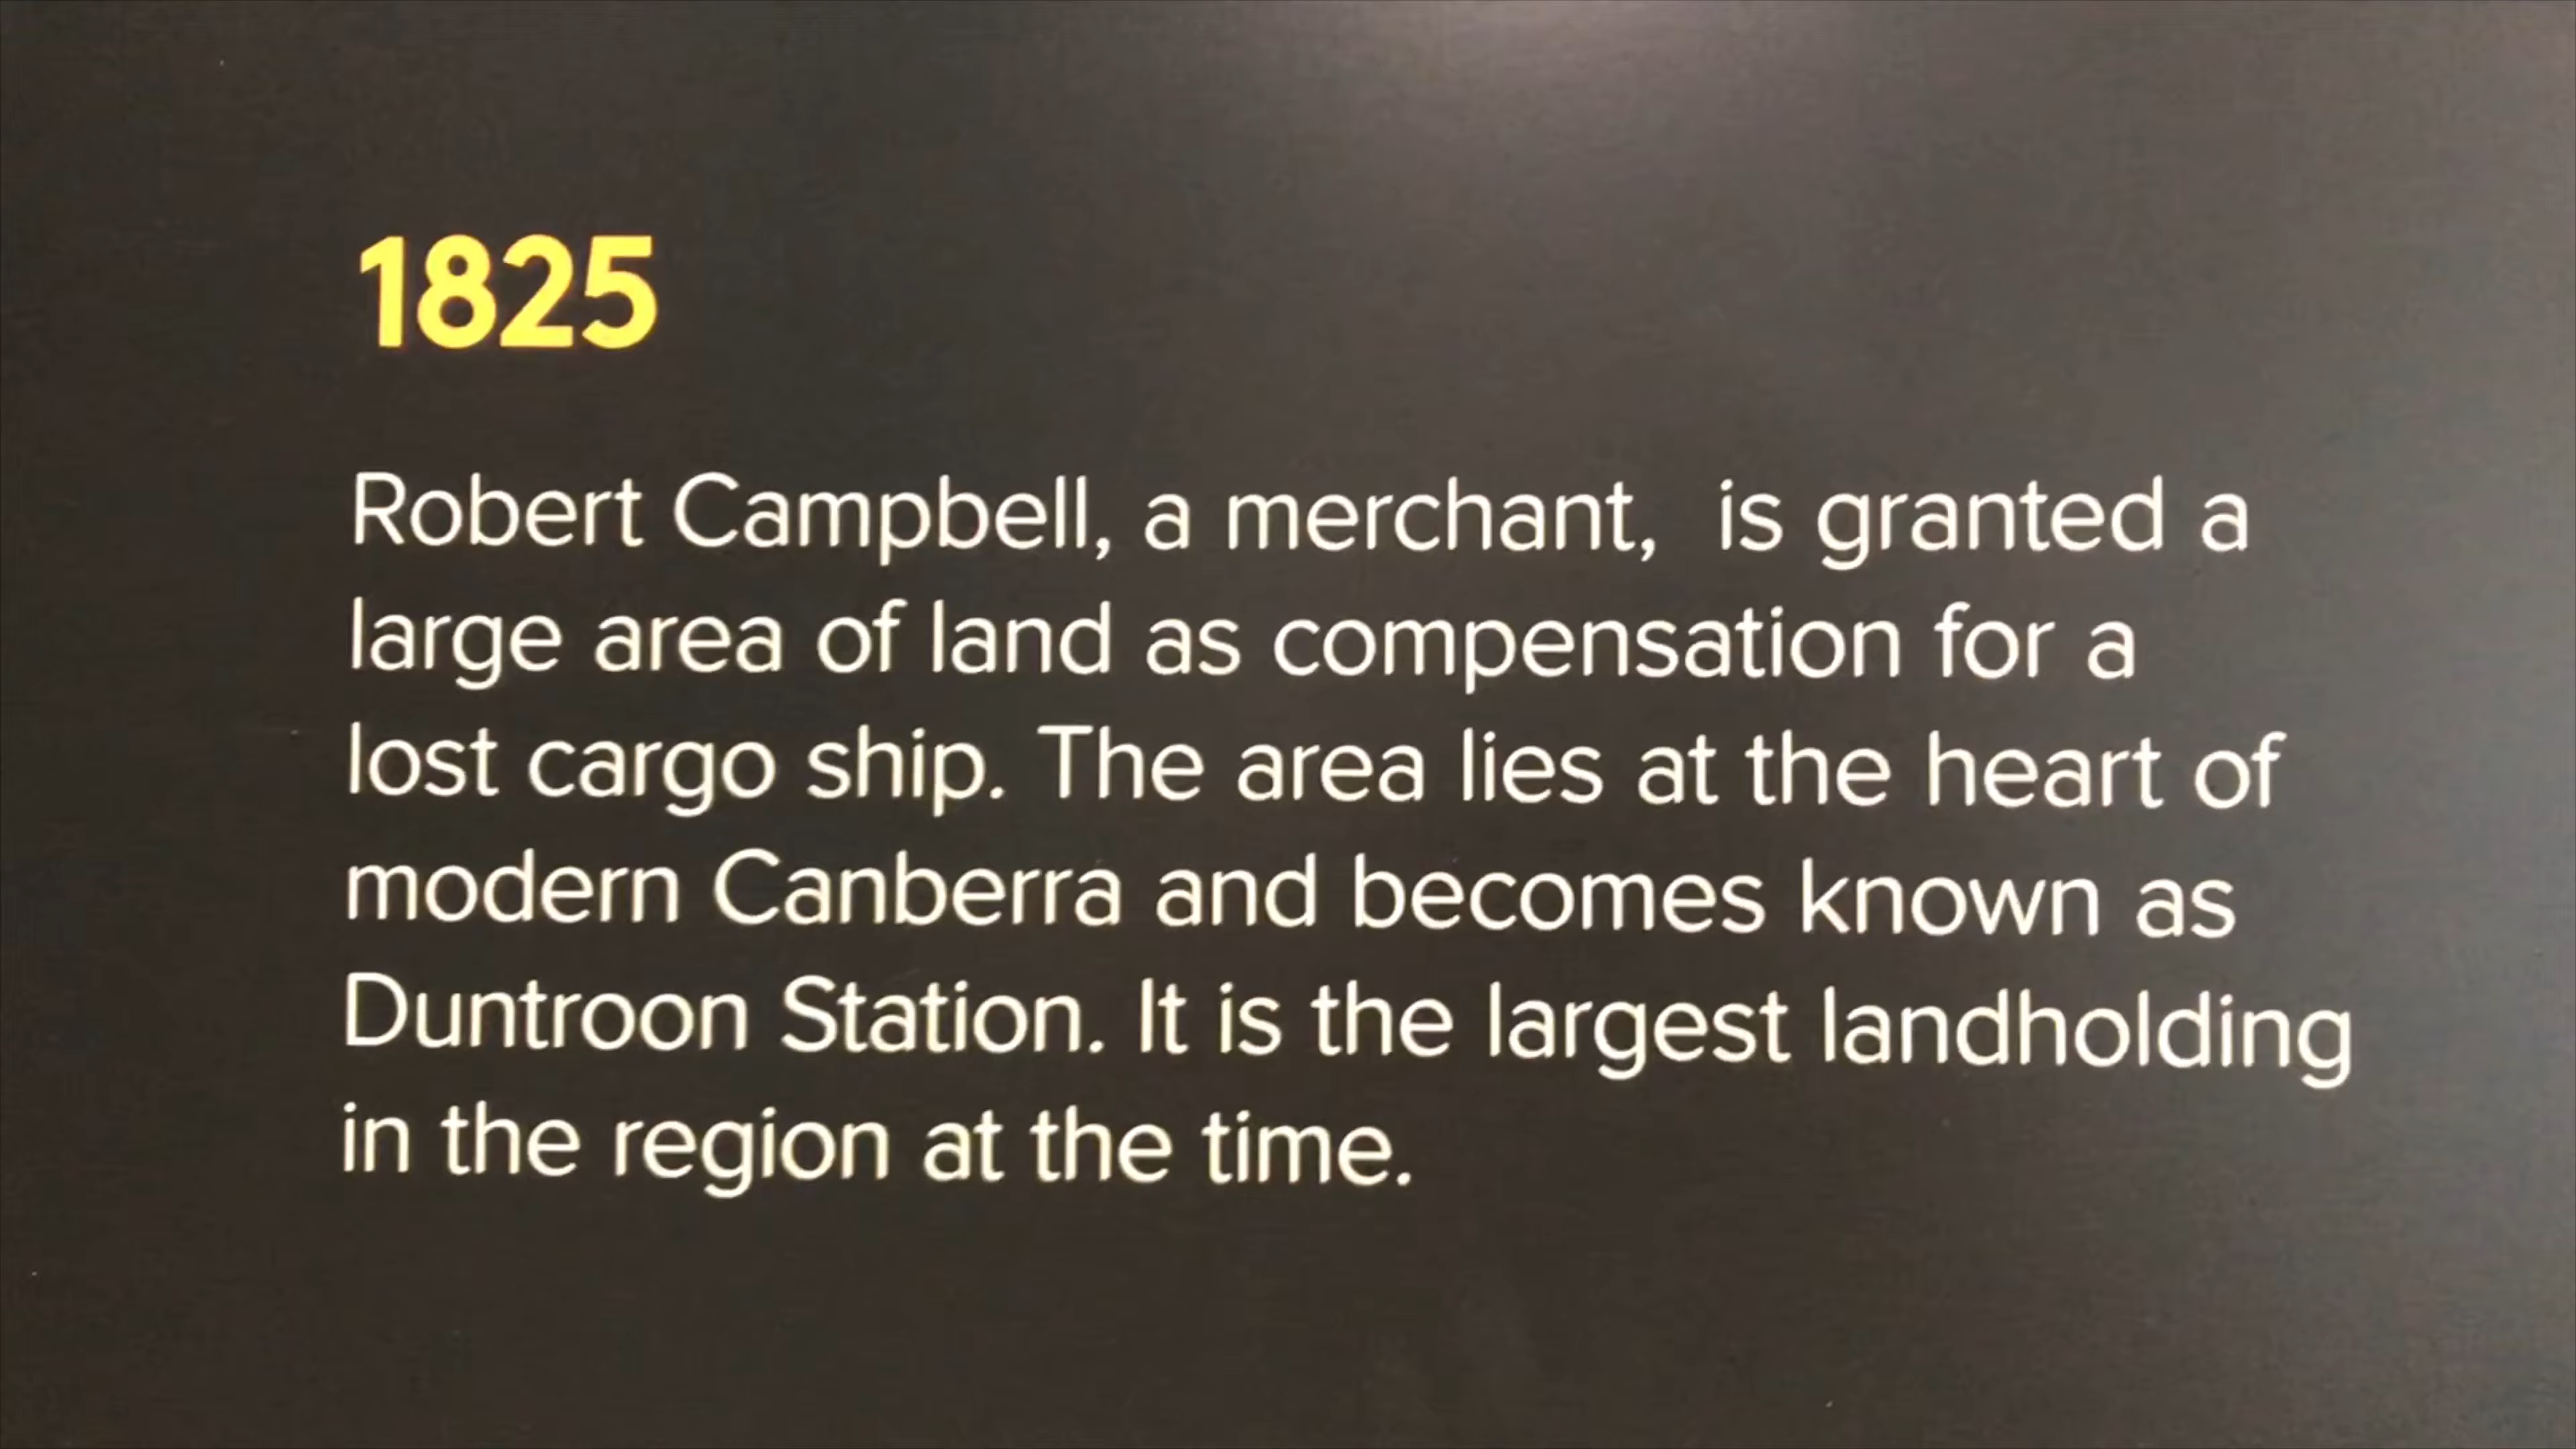 1825
Robert Campbell, a merchant,  is granted a
large area of land as compensation for a
lost cargo ship. The area lies at the heart of
modern Canberra and becomes known as
Duntroon Station. It is the largest landholding
in the region at the time.